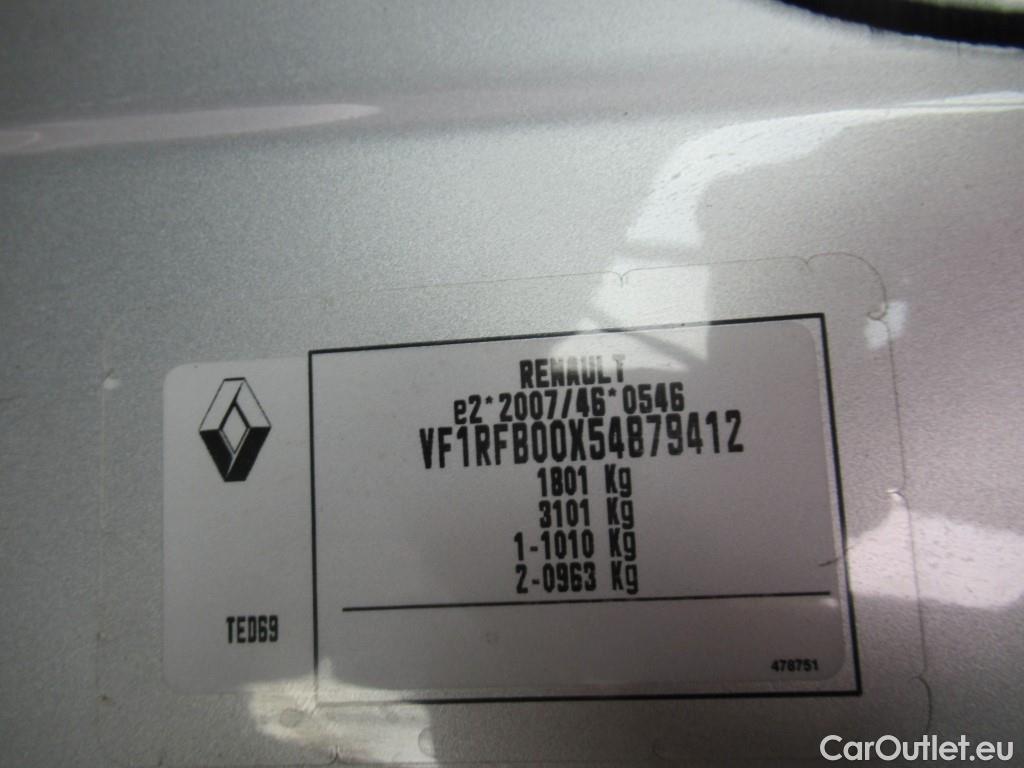 RENAULT
e2*2007/46*0546
VF1RFB00X54879412
1801 Kg
3101 Kg
1-1010 Kg
2-0963 Kg
TED69
478751
CarOutlet.eu